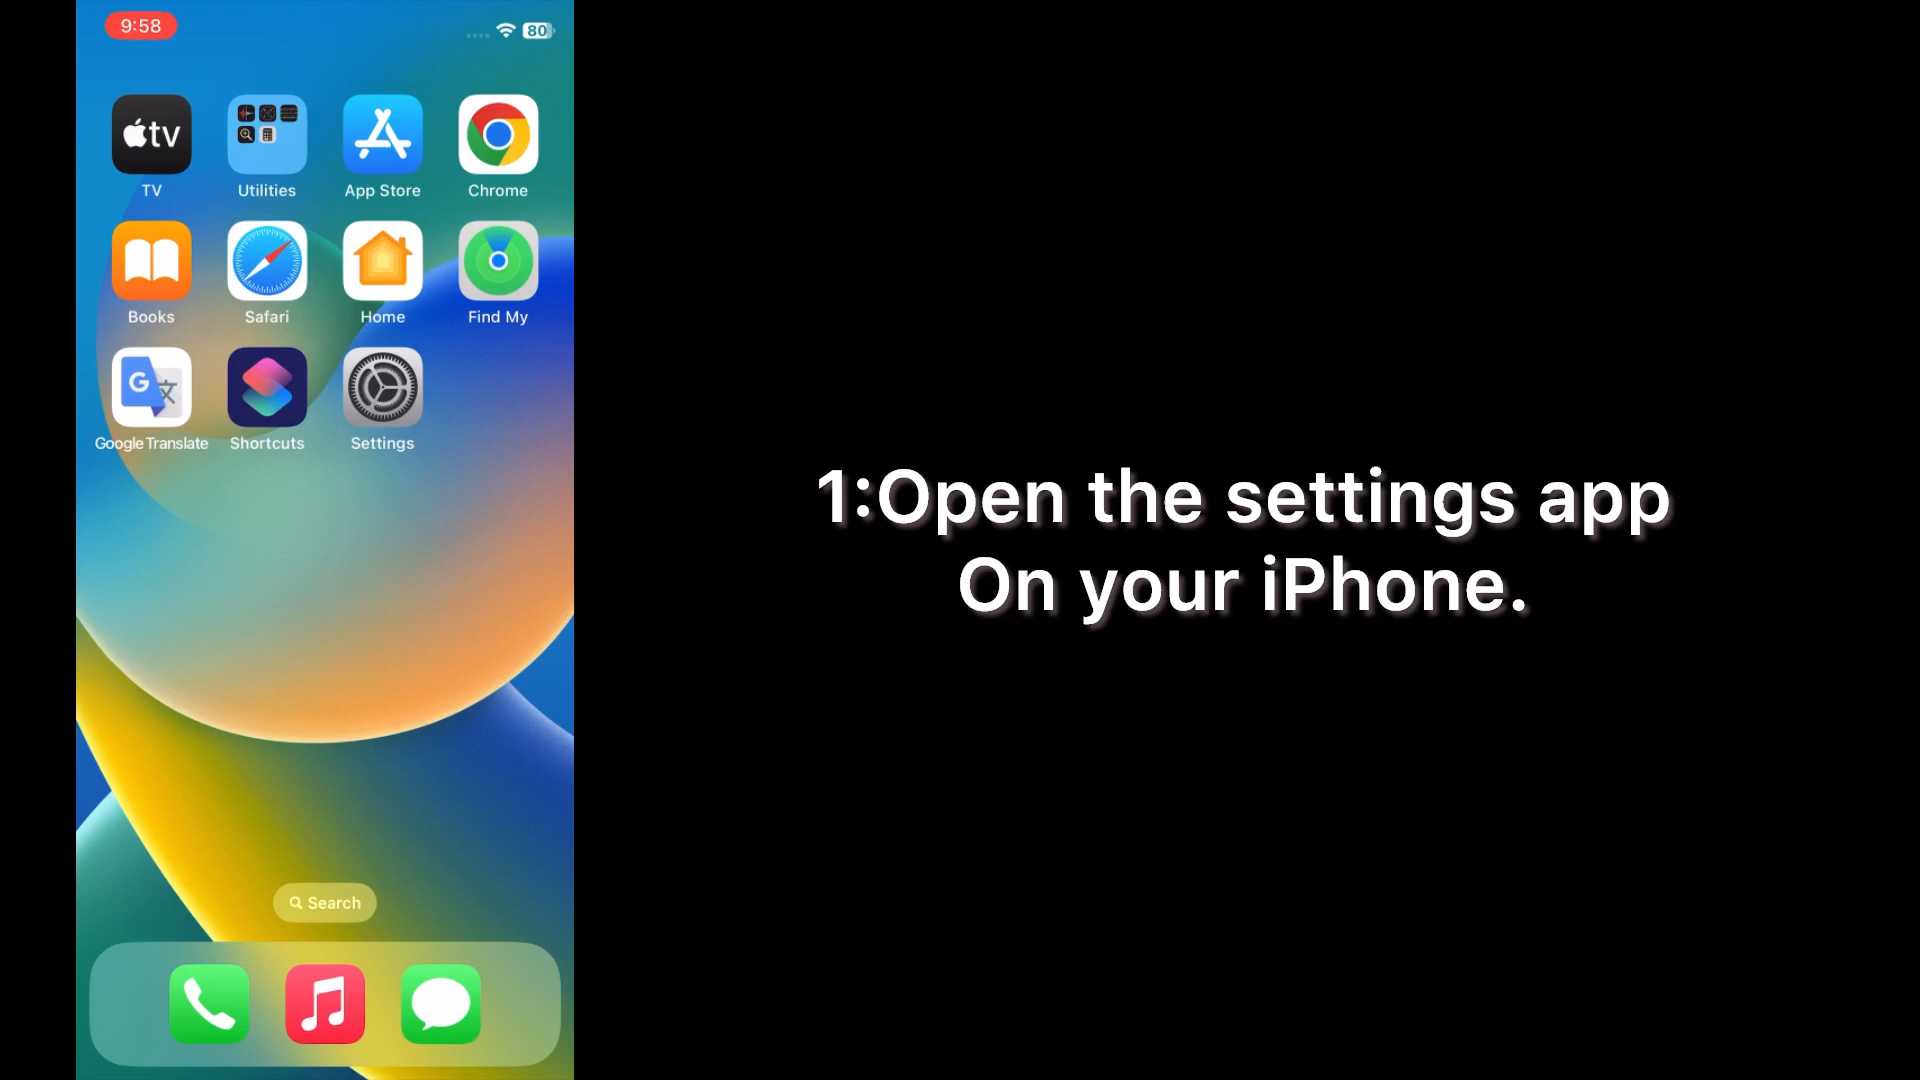 9:58
80
tv
TV
Utilities
App Store
Chrome
Books
Safari
Home
Find My
G 文
Google Translate
Shortcuts
Settings
1:Open the settings app
On your iPhone.
Search